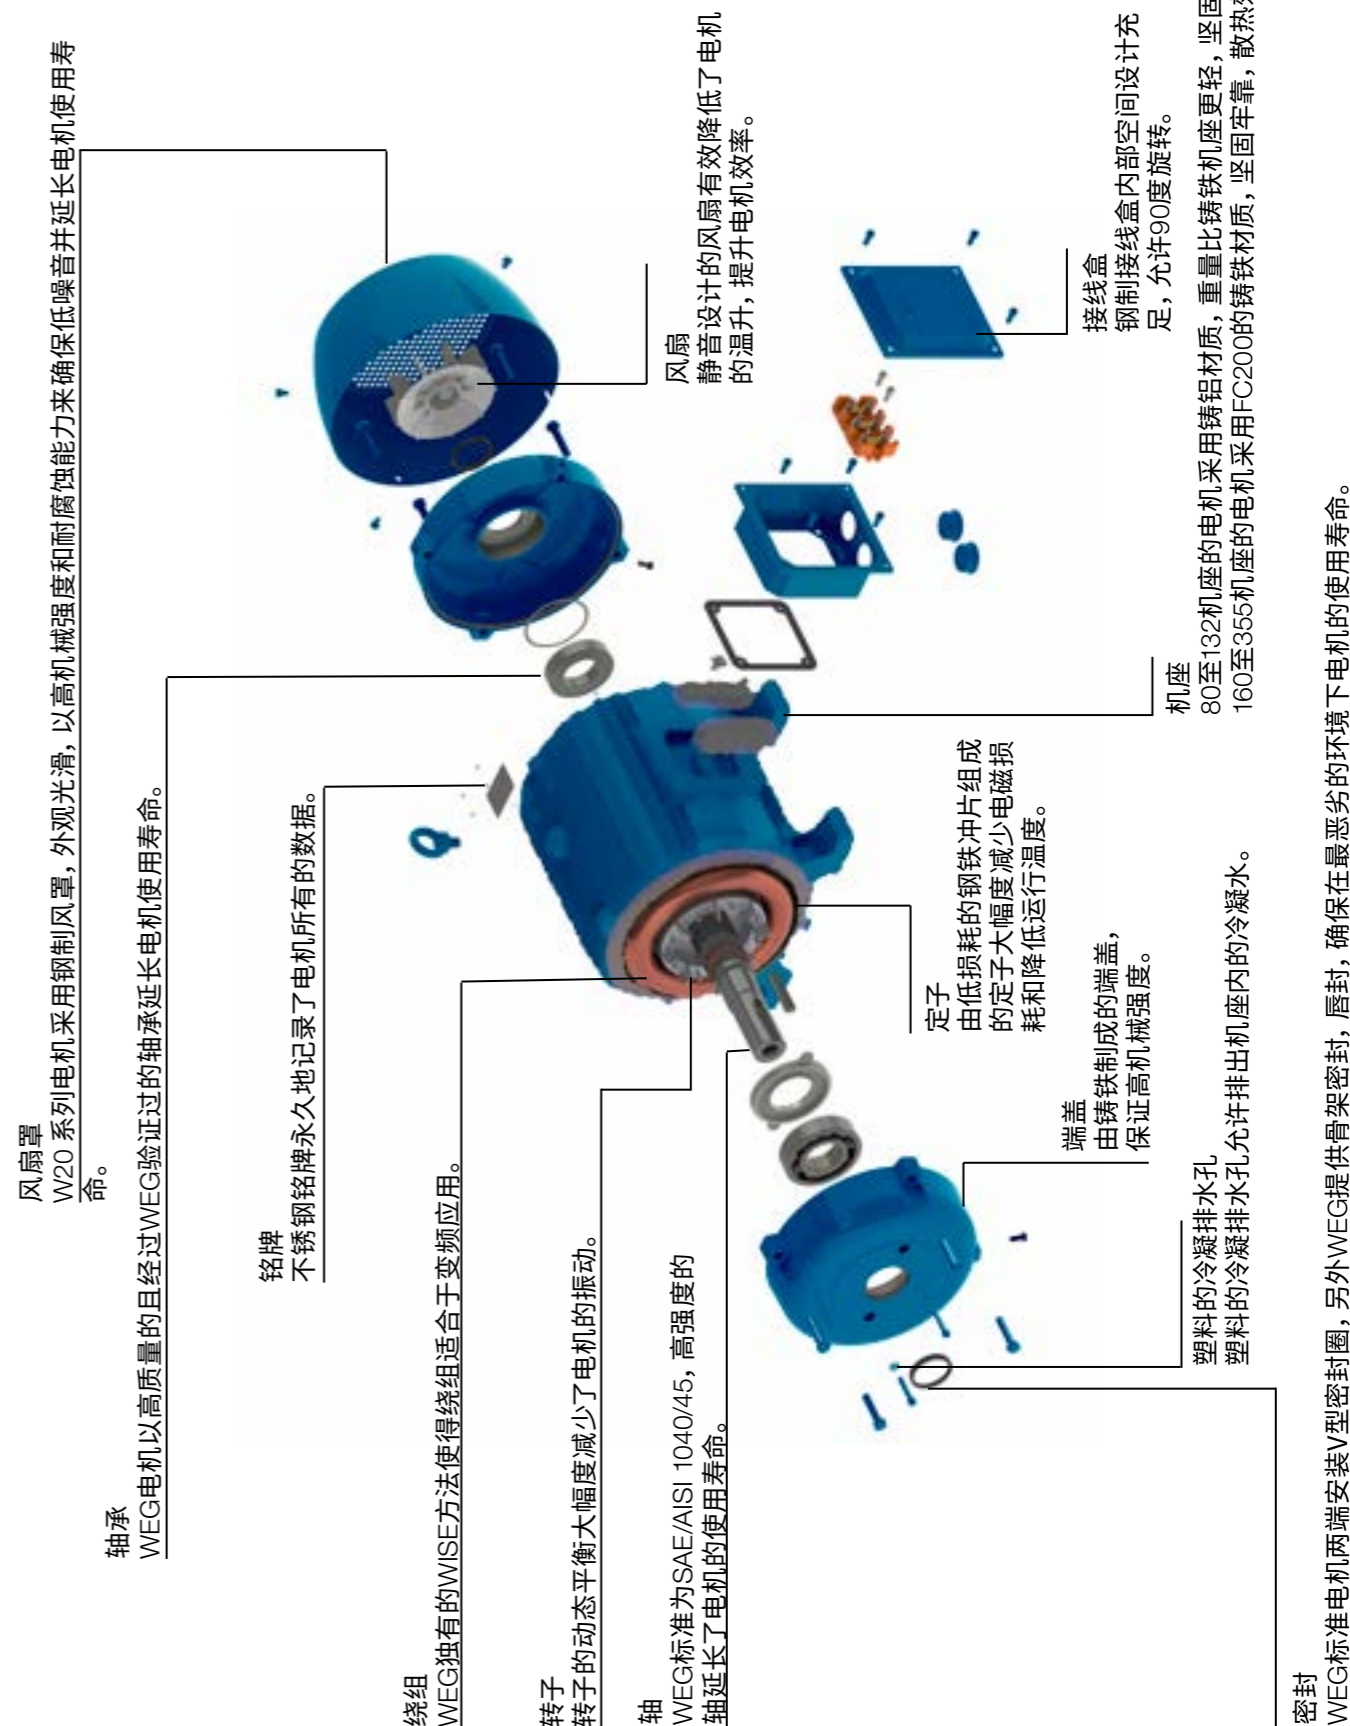 风扇罩
W20 系列电机采用钢制风罩，外观光滑，以高机械强度和耐腐蚀能力来确保低噪音并延长电机使用寿
命。
轴承
WEG电机以高质量的且经过WEG验证过的轴承延长电机使用寿命。
铭牌
不锈钢铭牌永久地记录了电机所有的数据。
绕组
WEG独有的WISE方法使得绕组适合于变频应用。
转子
转子的动态平衡大幅度减少了电机的振动。
轴
WEG标准为SAE/AISI 1040/45，高强度的
轴延长了电机的使用寿命。
风扇
静音设计的风扇有效降低了电机
的温升，提升电机效率。
定子
由低损耗的钢铁冲片组成
的定子大幅度减少电磁损
耗和降低运行温度。
端盖
由铸铁制成的端盖，
保证高机械强度。
接线盒
钢制接线盒内部空间设计充
足，允许90度旋转。
机座
80至132机座的电机采用铸铝材质，重量比铸铁机座更轻，坚固
160至355机座的电机采用FC200的铸铁材质，坚固牢靠，散热
塑料的冷凝排水孔
塑料的冷凝排水孔允许排出机座内的冷凝水。
密封
WEG标准电机两端安装V型密封圈，另外WEG提供骨架密封，唇封，确保在最恶劣的环境下电机的使用寿命。